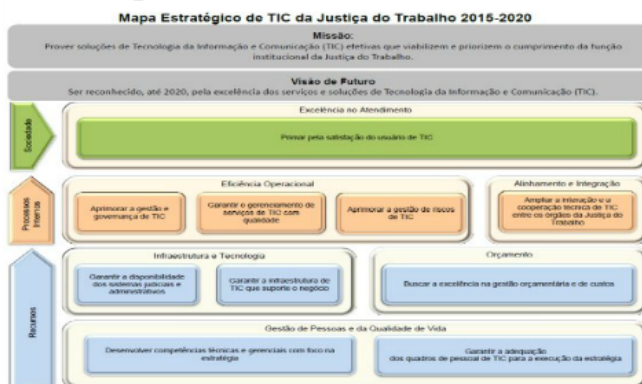 Mapa Estratégico de TIC da Justiça do Trabalho 2015-2020
Missão:
Prover soluções de Tecnologia da Informação e Comunicação (TIC) efetivas que viabilizem e priorizem o cumprimento da função
institucional da Justiça do Trabalho.
Visão de Futuro
Ser reconhecido, até 2020, pela excelência dos serviços e soluções de Tecnologia da Informação e Comunicação (TIC).
Sociedade
Excelência no Atendimento
Primar pela satisfação do usuário de TIC
Processos
Internos
Eficiência Operacional
Aprimorar a gestão e
governança de TIC
Garantir o gerenciamento de
serviços de TIC com
qualidade
Aprimorar a gestão de riscos
de TIC
Alinhamento e Integração
Ampliar a interação e a
cooperação técnica de TIC
entre os órgãos da Justiça do
Trabalho
Recursos
Infraestrutura e Tecnologia
Garantir a disponibilidade
dos sistemas judiciais e
administrativos
Garantir a infraestrutura de
TIC que suporte o negócio
Orçamento
Buscar a excelência na gestão orçamentária e de custos
Gestão de Pessoas e da Qualidade de Vida
Desenvolver competências técnicas e gerenciais com foco na
estratégia
Garantir a adequação
dos quadros de pessoal de TIC para a execução da estratégia